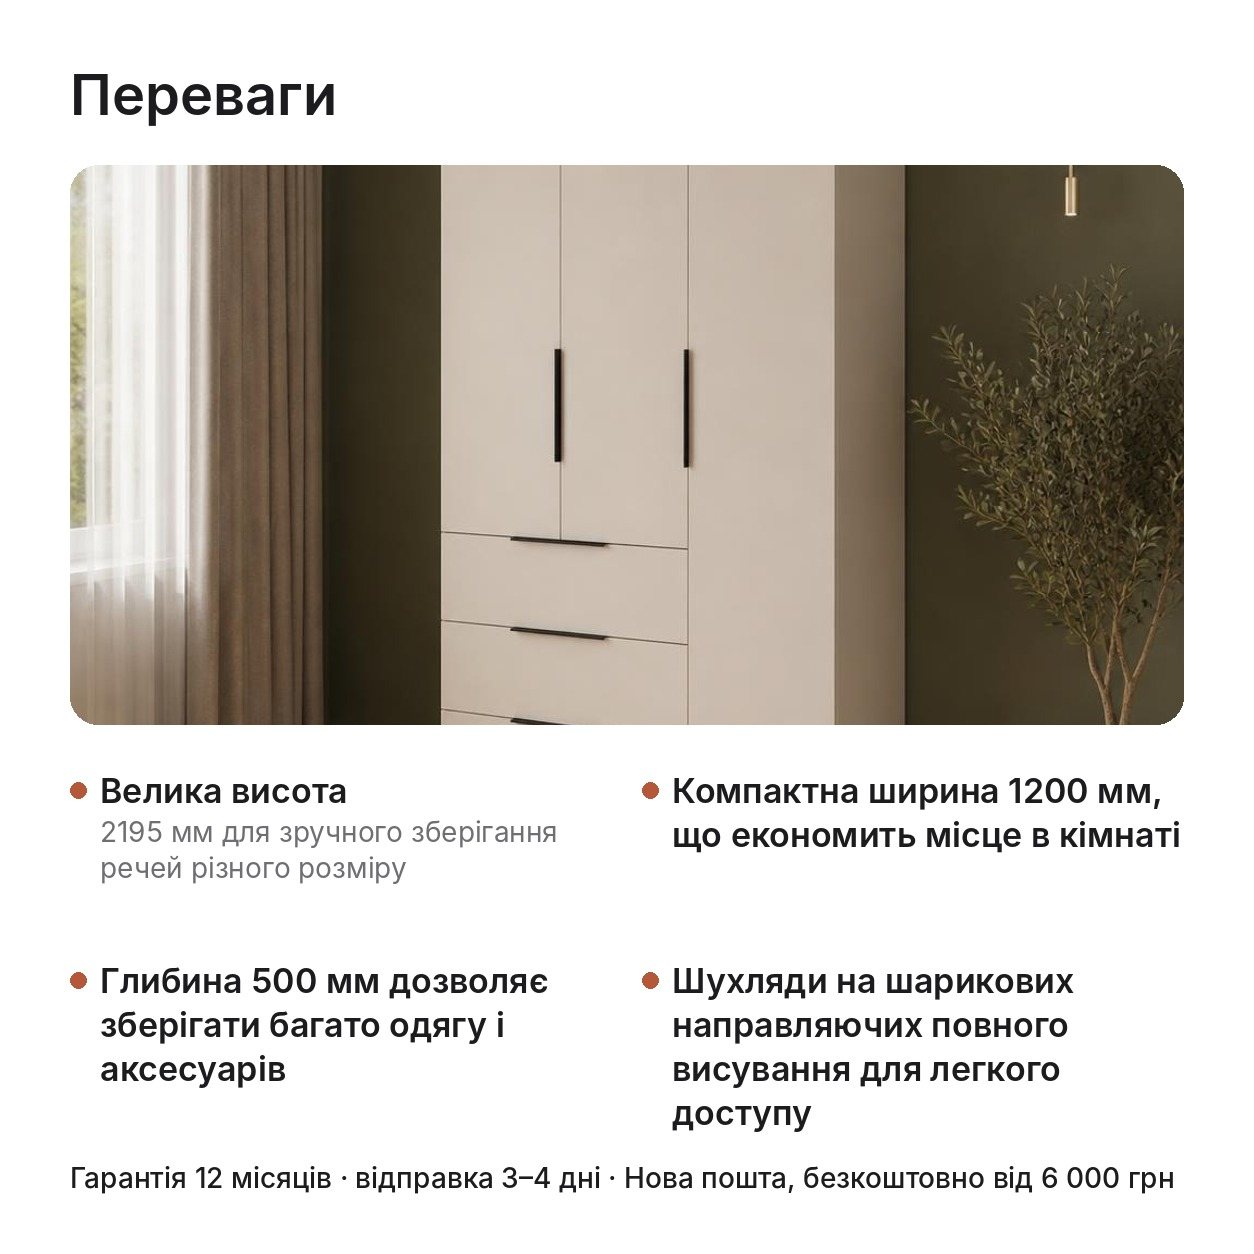 Переваги
Велика висота
2195 мм для зручного зберігання
речей різного розміру
Компактна ширина 1200 мм,
що економить місце в кімнаті
Глибина 500 мм дозволяє
зберігати багато одягу і
аксесуарів
Шухляди на шарикових
направляючих повного
висування для легкого
доступу
Гарантія 12 місяців · відправка 3–4 дні · Нова пошта, безкоштовно від 6 000 грн